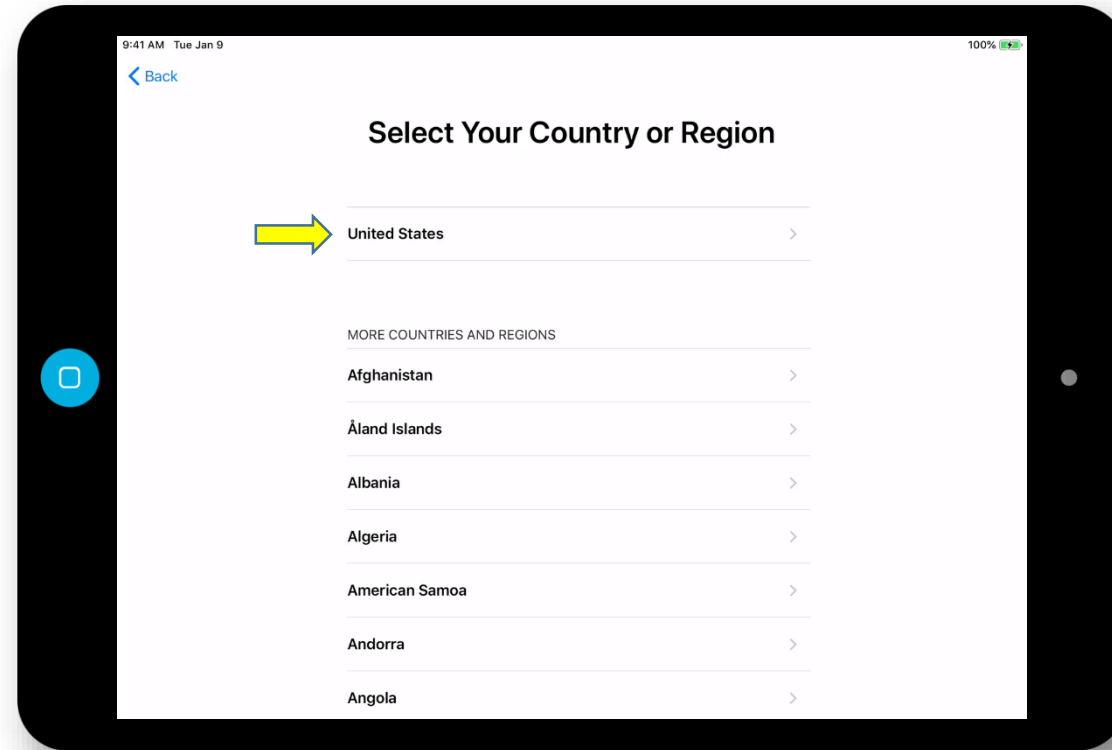 9:41 AM Tue Jan 9
100%
Back
Select Your Country or Region
United States
MORE COUNTRIES AND REGIONS
Afghanistan
Åland Islands
Albania
Algeria
American Samoa
Andorra
Angola